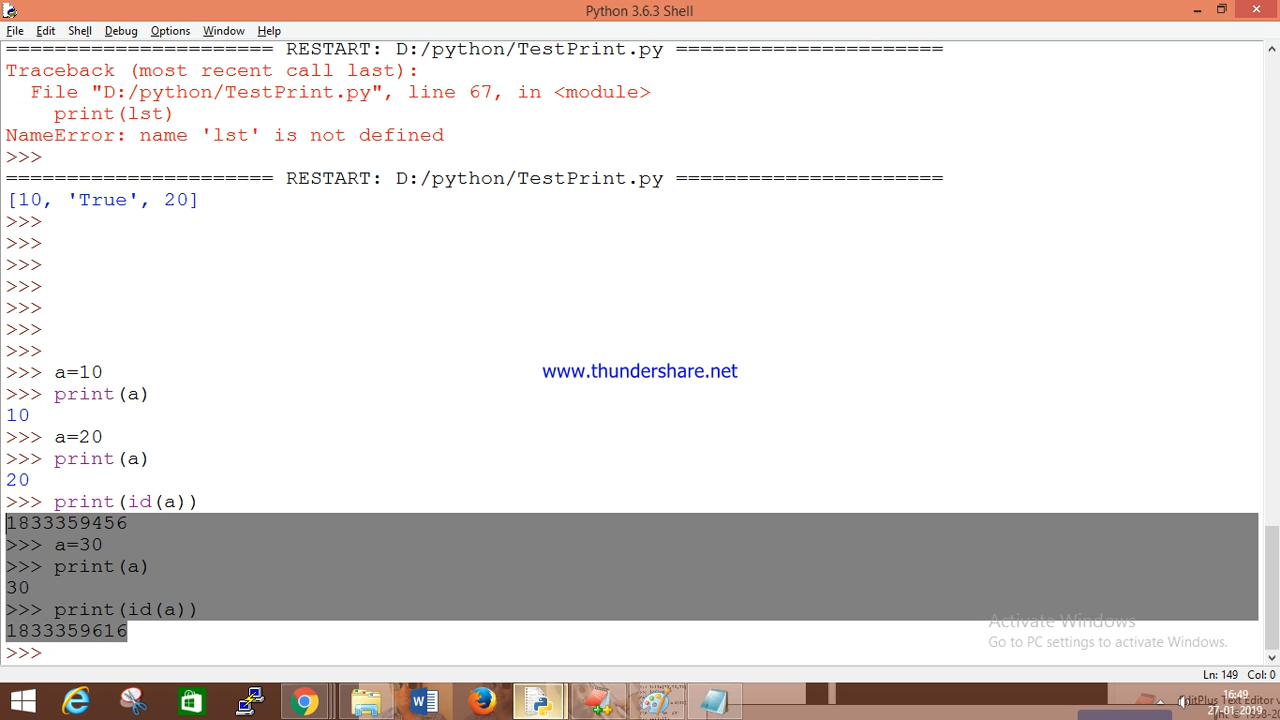 Python 3.6.3 Shell
File Edit Shell Debug Options Window Help
====================== RESTART: D:/python/TestPrint.py ======================
Traceback (most recent call last):
  File "D:/python/TestPrint.py", line 67, in <module>
    print(lst)
NameError: name 'lst' is not defined
>>>
====================== RESTART: D:/python/TestPrint.py ======================
[10, 'True', 20]
>>>
>>>
>>>
>>>
>>>
>>>
>>>
>>> a=10
www.thundershare.net
>>> print(a)
10
>>> a=20
>>> print(a)
20
>>> print(id(a))
1833359456
>>> a=30
>>> print(a)
30
>>> print(id(a))
1833359616
>>>
Activate Windows
Go to PC settings to activate Windows.
Ln: 149 Col: 0
16:49
27-01-2019